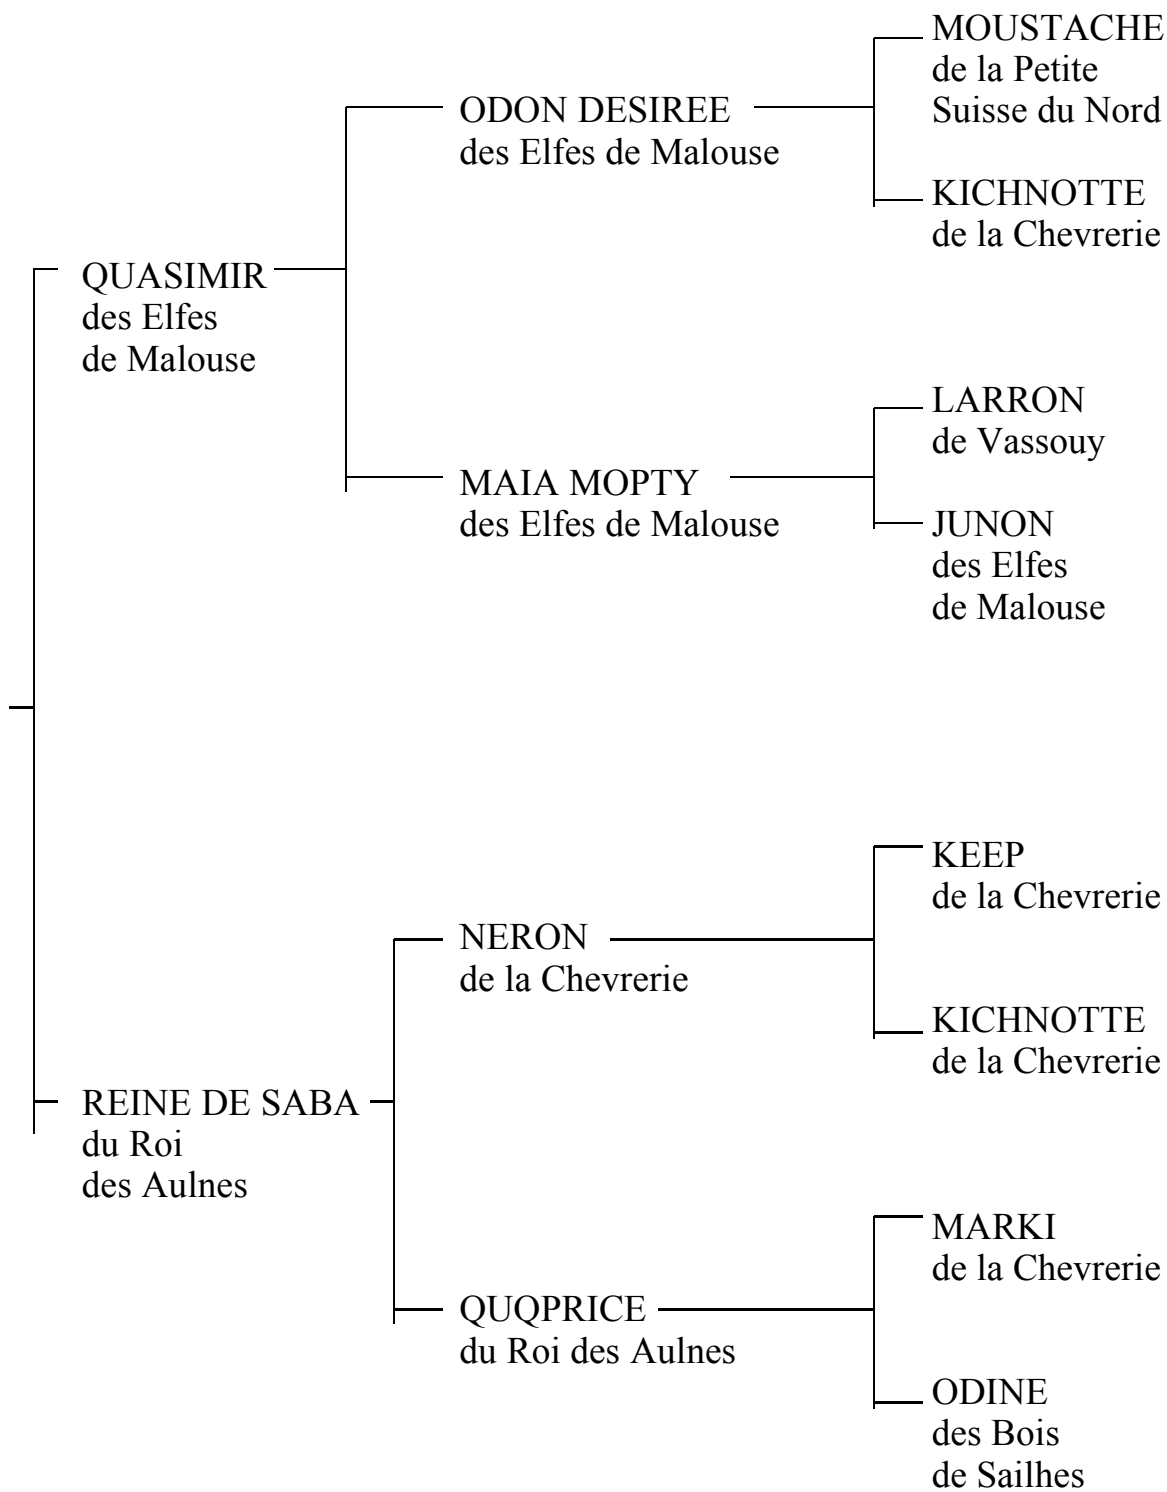 MOUSTACHE
de la Petite
Suisse du Nord
ODON DESIREE
des Elfes de Malouse
KICHNOTTE
de la Chevrerie
QUASIMIR
des Elfes
de Malouse
LARRON
de Vassouy
MAIA MOPTY
des Elfes de Malouse
JUNON
des Elfes
de Malouse
KEEP
de la Chevrerie
NERON
de la Chevrerie
KICHNOTTE
de la Chevrerie
REINE DE SABA
du Roi
des Aulnes
MARKI
de la Chevrerie
QUQPRICE
du Roi des Aulnes
ODINE
des Bois
de Sailhes